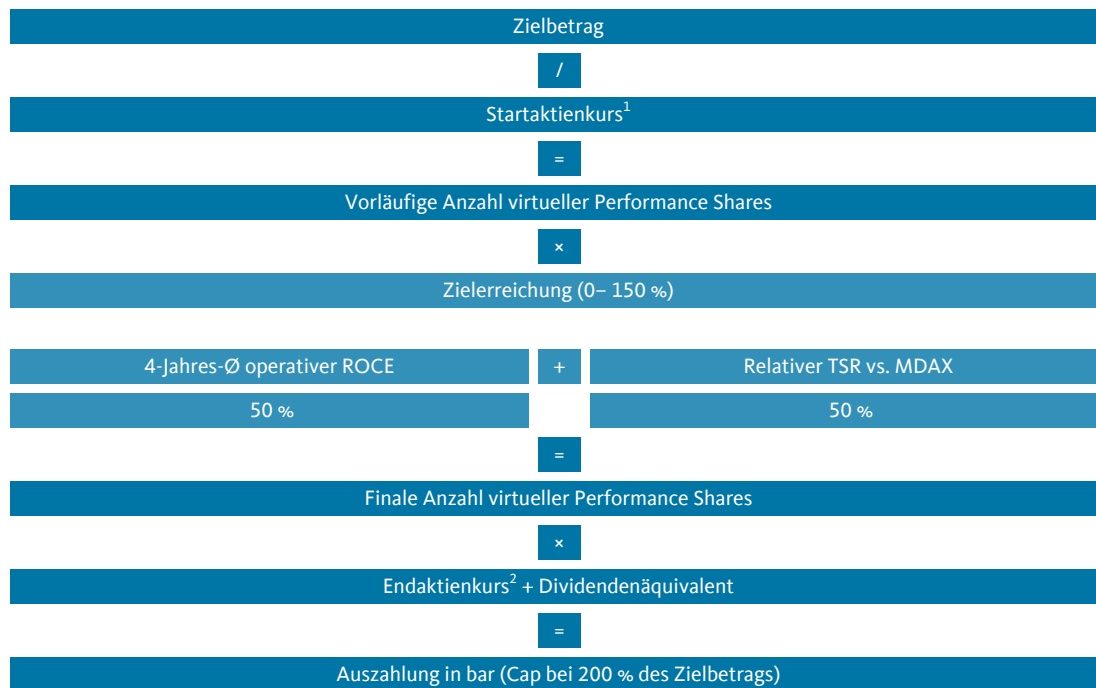 Zielbetrag
/
Startaktienkurs¹
=
Vorläufige Anzahl virtueller Performance Shares
×
Zielerreichung (0– 150 %)
4-Jahres-Ø operativer ROCE + Relativer TSR vs. MDAX
50 % 50 %
=
Finale Anzahl virtueller Performance Shares
×
Endaktienkurs² + Dividendenäquivalent
=
Auszahlung in bar (Cap bei 200 % des Zielbetrags)